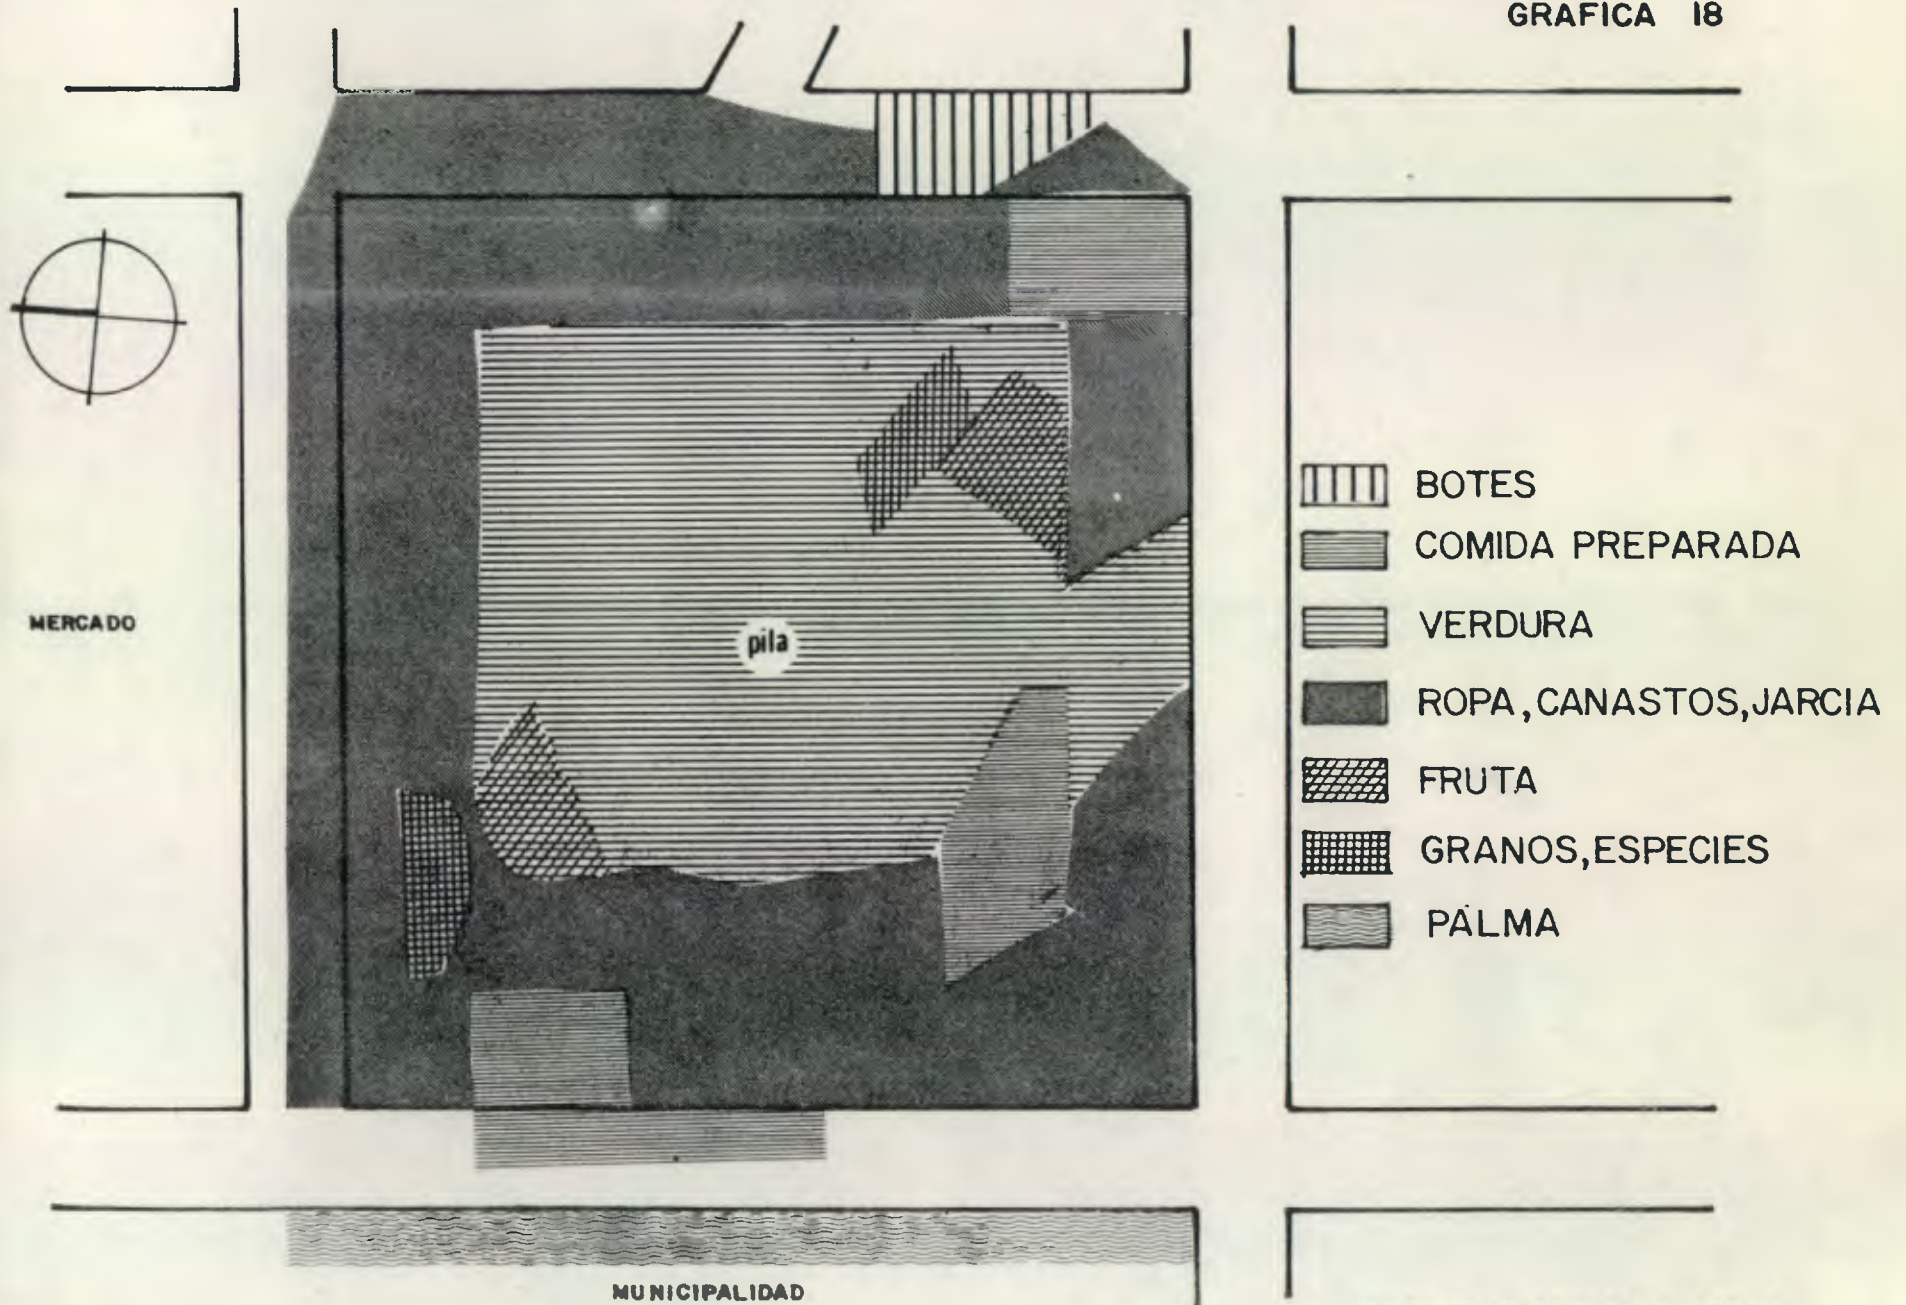 GRAFICA 18
BOTES
COMIDA PREPARADA
VERDURA
MERCADO
pila
ROPA, CANASTOS, JARCIA
FRUTA
GRANOS, ESPECIES
PALMA
MUNICIPALIDAD